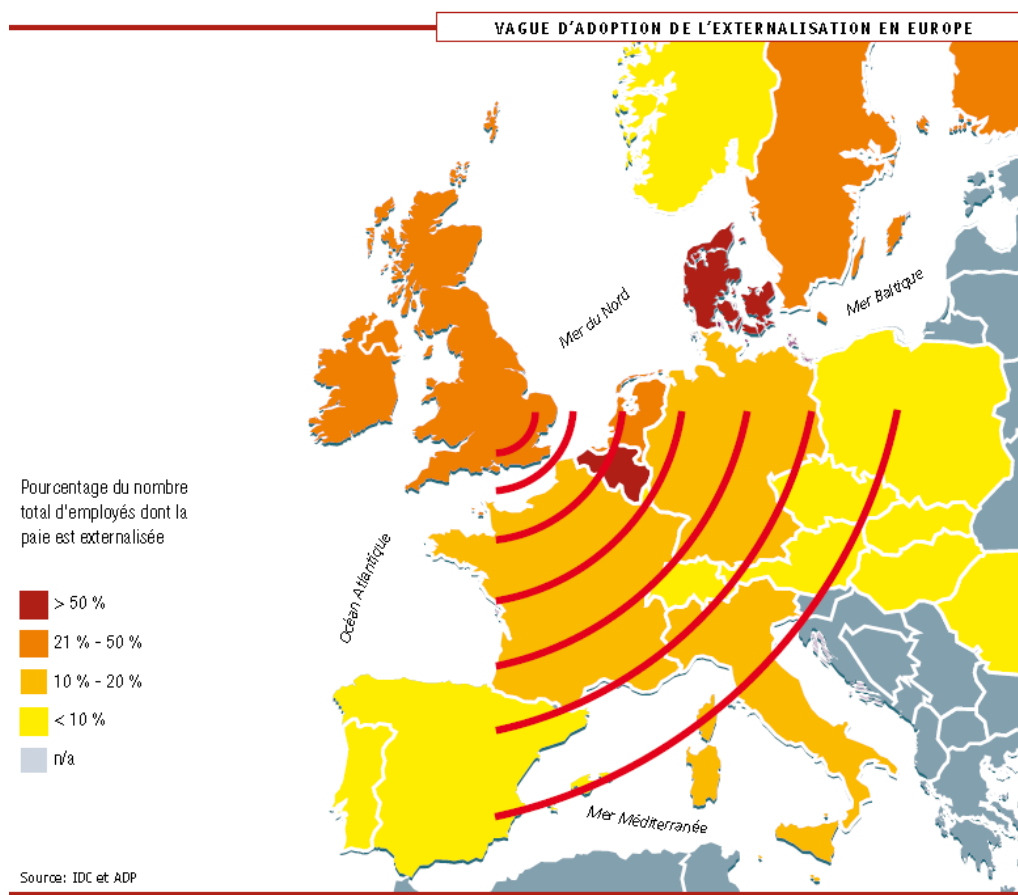 VAGUE D'ADOPTION DE L'EXTERNALISATION EN EUROPE
Mer du Nord
Mer Baltique
Océan Atlantique
Mer Méditerranée
Pourcentage du nombre
total d'employés dont la
paie est externalisée
> 50 %
21 % - 50 %
10 % - 20 %
< 10 %
n/a
Source: IDC et ADP